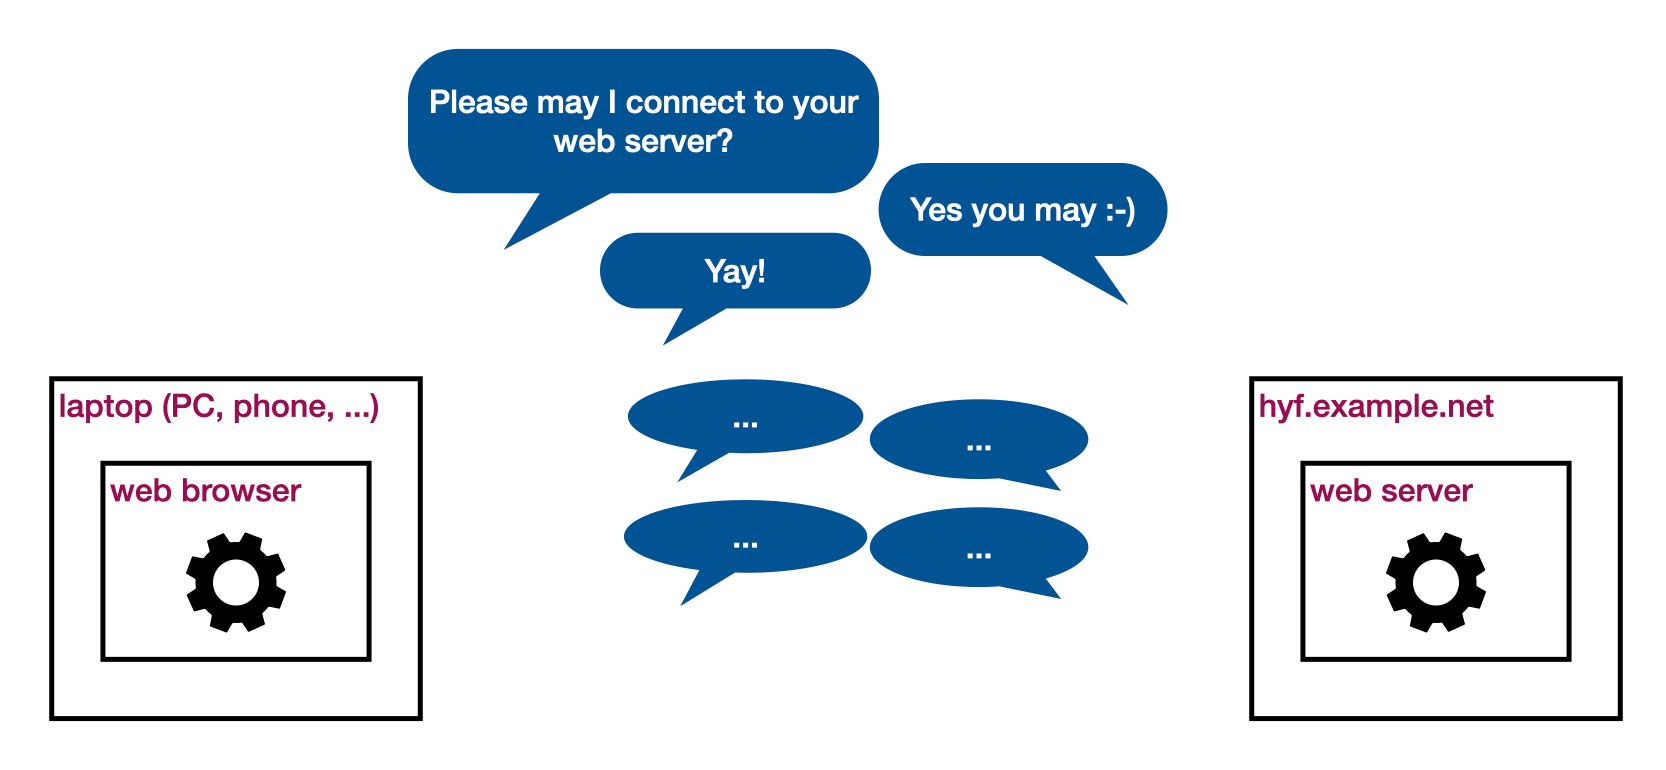 Please may I connect to your
web server?
Yes you may :-)
Yay!
laptop (PC, phone, ...)
hyf.example.net
...
...
web browser
web server
...
...